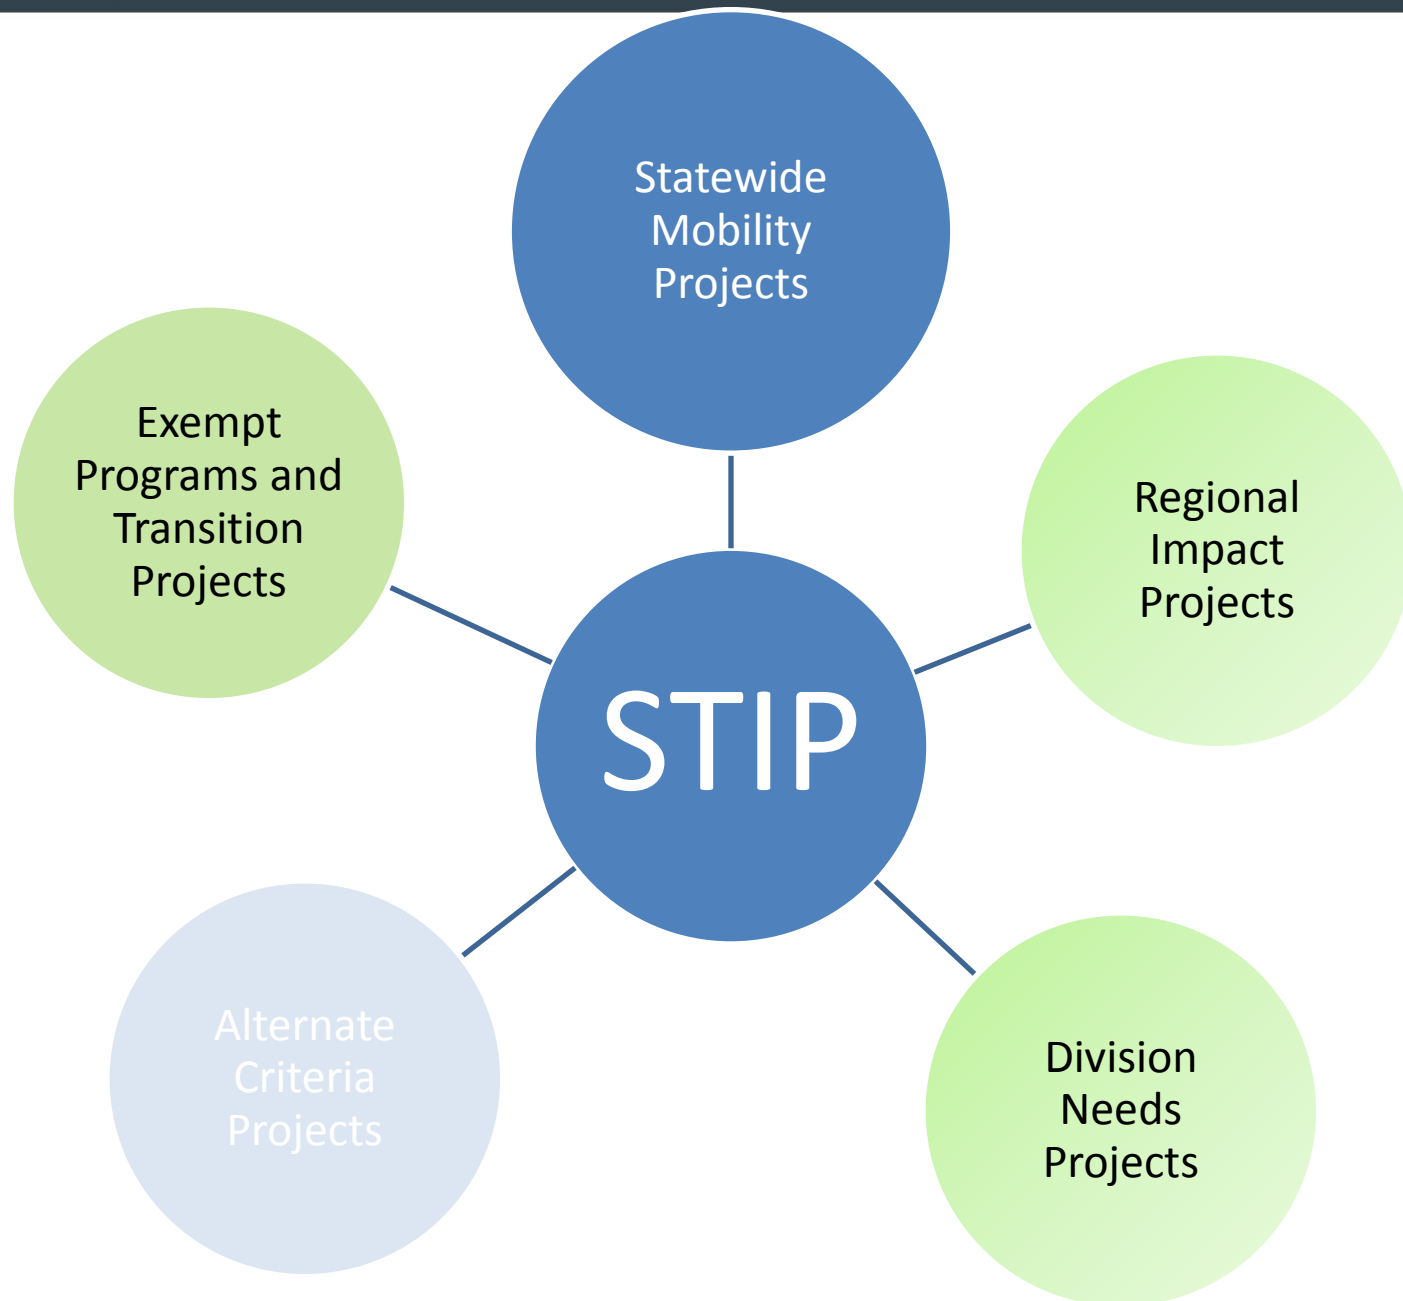 Statewide
Mobility
Projects
Exempt
Programs and
Transition
Projects
Regional
Impact
Projects
STIP
Alternate
Criteria
Projects
Division
Needs
Projects